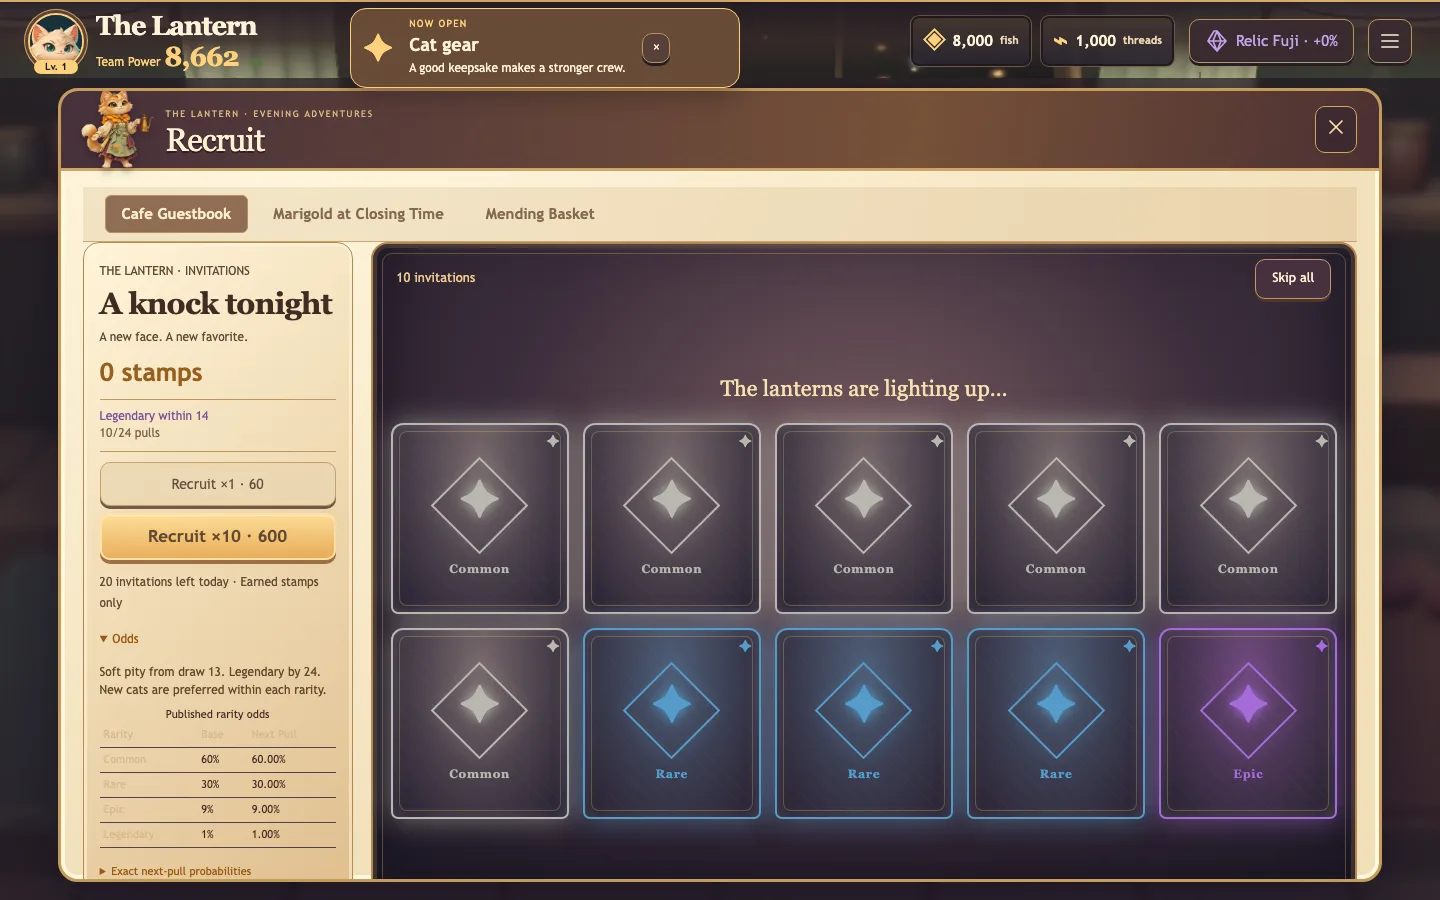 The Lantern
Team Power 8,662
Lv. 1
NOW OPEN
Cat gear
A good keepsake makes a stronger crew.
×
8,000 fish
1,000 threads
Relic Fuji · +0%
THE LANTERN · EVENING ADVENTURES
Recruit
Cafe Guestbook
Marigold at Closing Time
Mending Basket
THE LANTERN · INVITATIONS
A knock tonight
A new face. A new favorite.
0 stamps
Legendary within 14
10/24 pulls
Recruit ×1 · 60
Recruit ×10 · 600
20 invitations left today · Earned stamps
only
▼ Odds
Soft pity from draw 13. Legendary by 24.
New cats are preferred within each rarity.
Published rarity odds
Rarity Base Next Pull
Common 60% 60.00%
Rare 30% 30.00%
Epic 9% 9.00%
Legendary 1% 1.00%
▶ Exact next-pull probabilities
10 invitations
Skip all
The lanterns are lighting up...
Common
Common
Common
Common
Common
Common
Rare
Rare
Rare
Epic